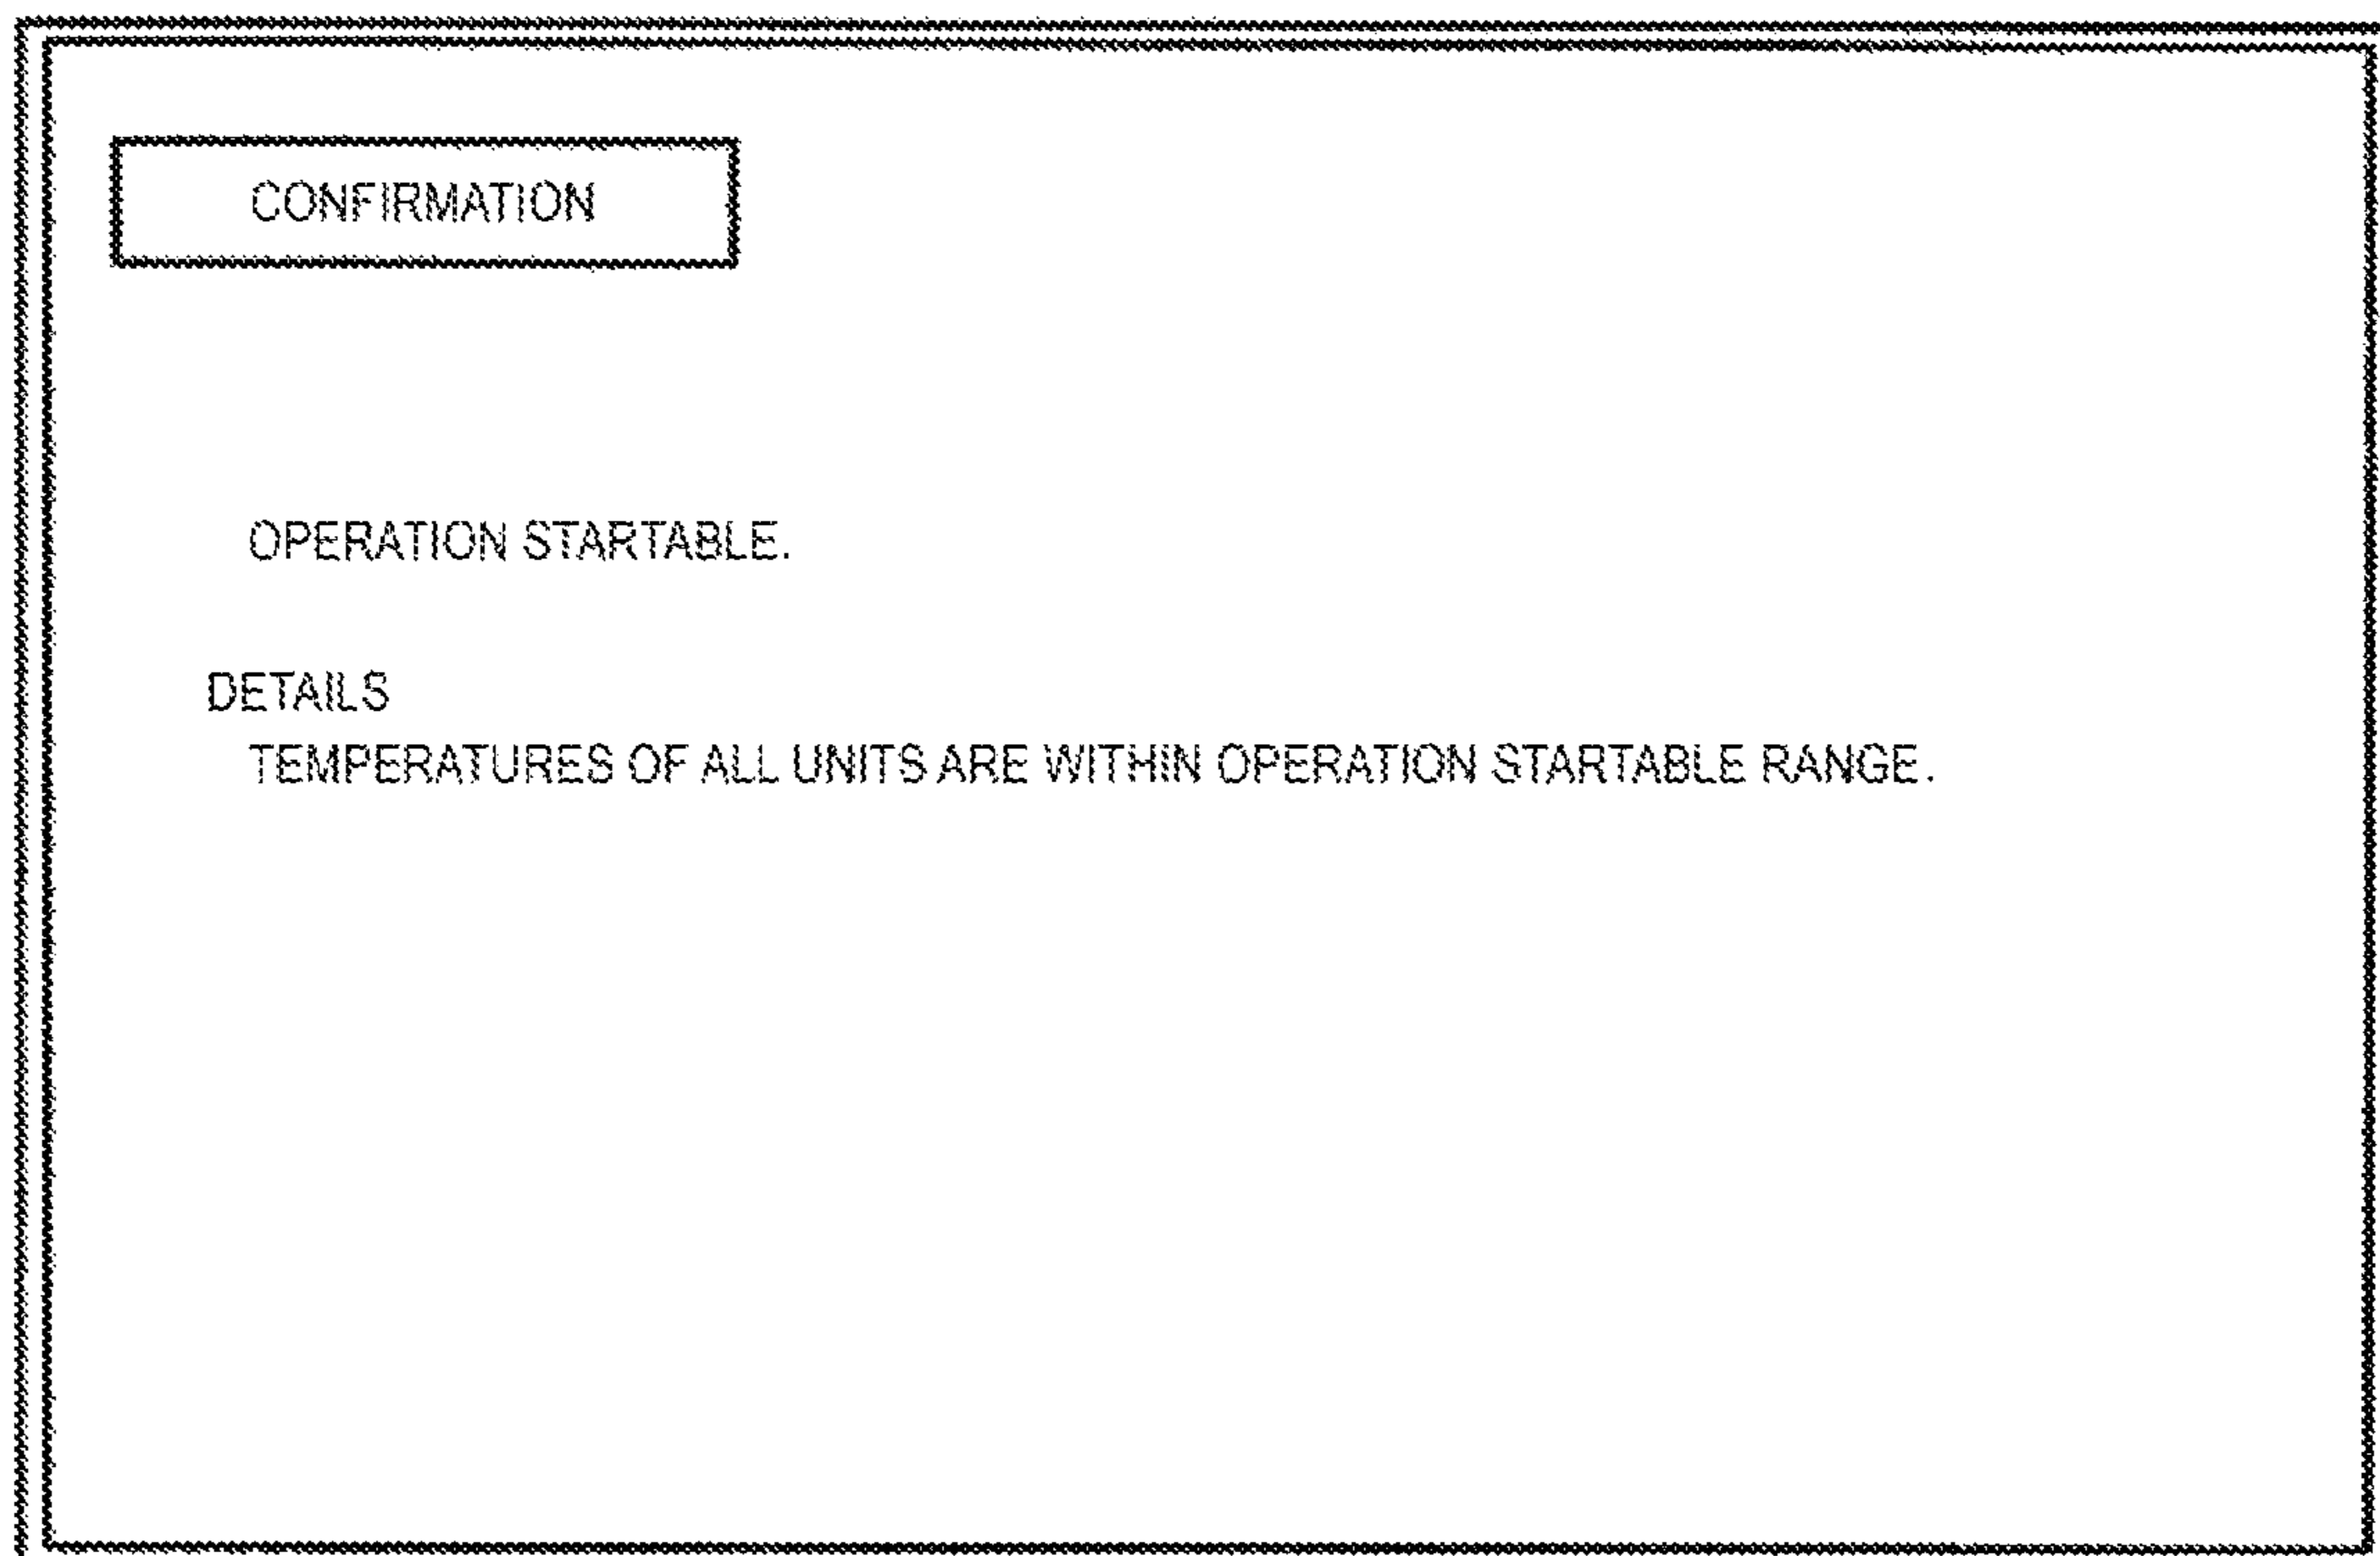 CONFIRMATION
OPERATION STARTABLE.
DETAILS
TEMPERATURES OF ALL UNITS ARE WITHIN OPERATION STARTABLE RANGE.